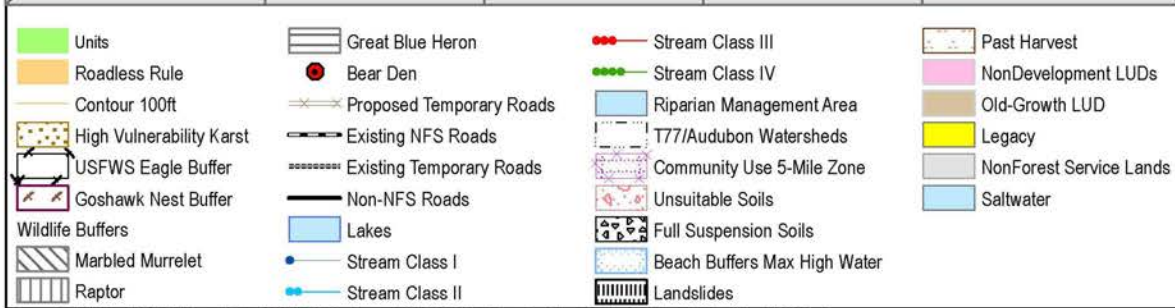 Units
Roadless Rule
Contour 100ft
High Vulnerability Karst
USFWS Eagle Buffer
Goshawk Nest Buffer
Wildlife Buffers
Marbled Murrelet
Raptor
Great Blue Heron
Bear Den
Proposed Temporary Roads
Existing NFS Roads
Existing Temporary Roads
Non-NFS Roads
Lakes
Stream Class I
Stream Class II
Stream Class III
Stream Class IV
Riparian Management Area
T77/Audubon Watersheds
Community Use 5-Mile Zone
Unsuitable Soils
Full Suspension Soils
Beach Buffers Max High Water
Landslides
Past Harvest
NonDevelopment LUDs
Old-Growth LUD
Legacy
NonForest Service Lands
Saltwater